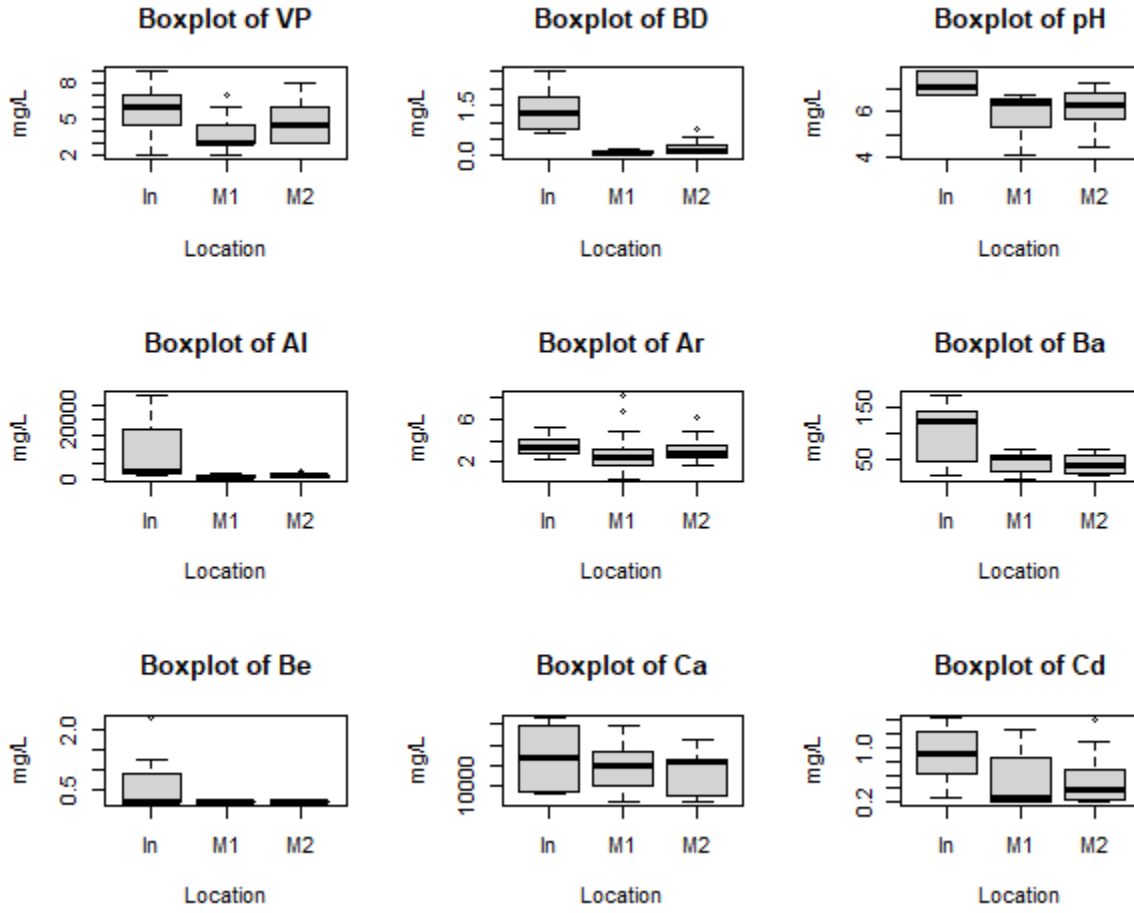 Boxplot of VP
mg/L
2 5 8
In M1 M2
Location
Boxplot of BD
mg/L
0.0 1.5
In M1 M2
Location
Boxplot of pH
mg/L
4 6
In M1 M2
Location
Boxplot of Al
mg/L
0 20000
In M1 M2
Location
Boxplot of Ar
mg/L
2 6
In M1 M2
Location
Boxplot of Ba
mg/L
50 150
In M1 M2
Location
Boxplot of Be
mg/L
0.5 2.0
In M1 M2
Location
Boxplot of Ca
mg/L
10000
In M1 M2
Location
Boxplot of Cd
mg/L
0.2 1.0
In M1 M2
Location